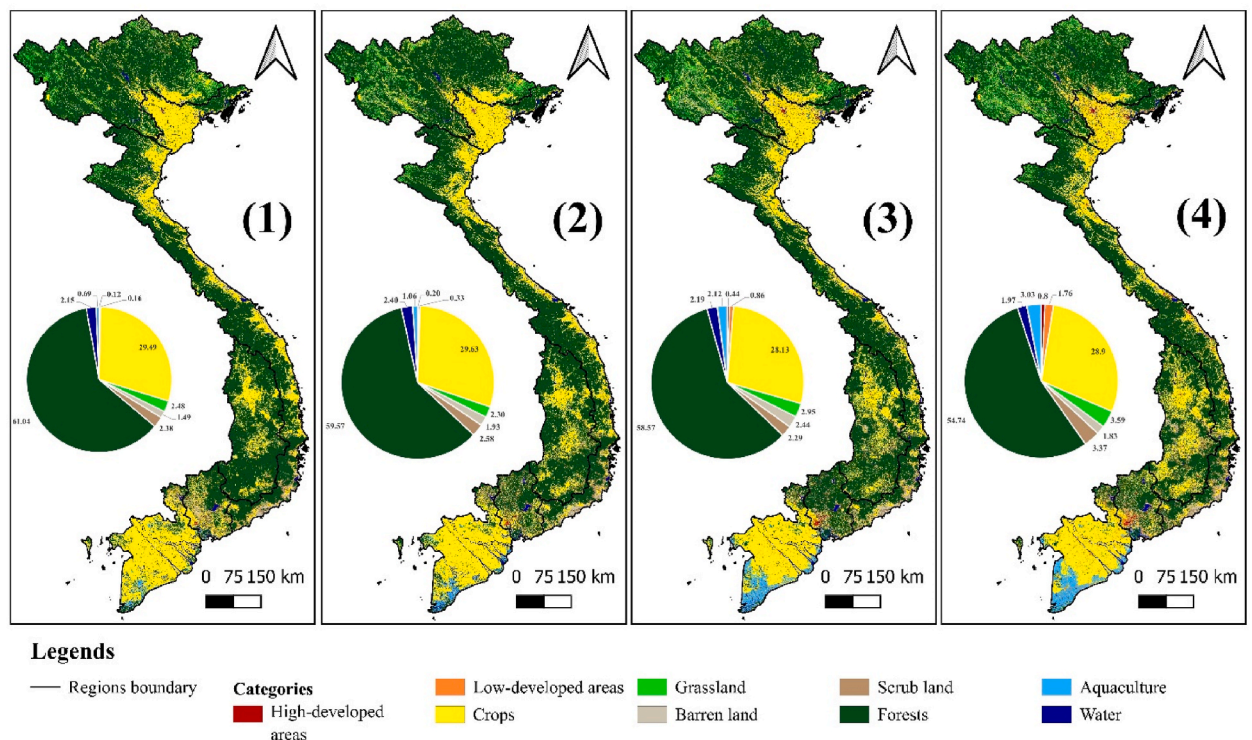 (1)
2.15
0.69
0.12
0.16
29.49
2.48
1.49
2.38
61.04
0 75 150 km
(2)
2.40
1.06
0.20
0.33
29.63
2.30
1.93
2.58
59.57
0 75 150 km
(3)
2.19
2.12
0.44
0.86
28.13
2.95
2.44
2.29
58.57
0 75 150 km
(4)
1.97
3.03
0.8
1.76
28.9
3.59
1.83
3.37
54.74
0 75 150 km
Legends
Regions boundary
Categories
High-developed
areas
Low-developed areas
Crops
Grassland
Barren land
Scrub land
Forests
Aquaculture
Water